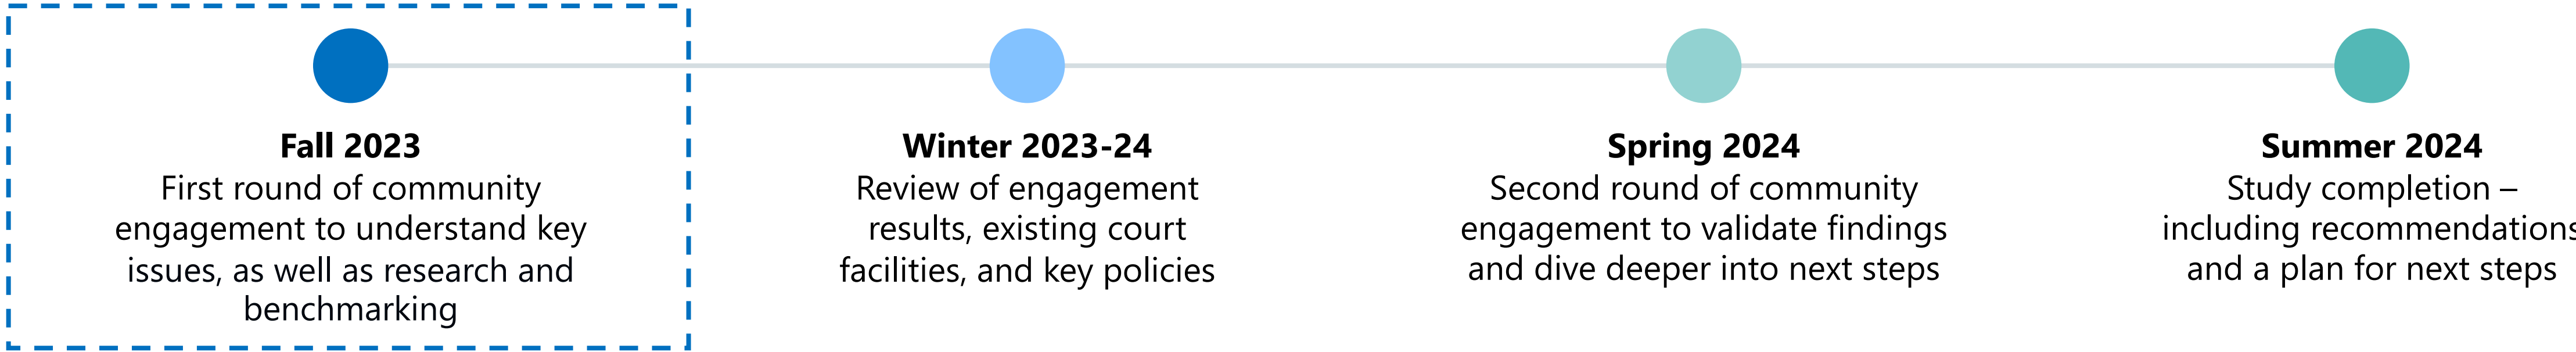 Fall 2023
First round of community
engagement to understand key
issues, as well as research and
benchmarking
Winter 2023-24
Review of engagement
results, existing court
facilities, and key policies
Spring 2024
Second round of community
engagement to validate findings
and dive deeper into next steps
Summer 2024
Study completion –
including recommendations
and a plan for next steps